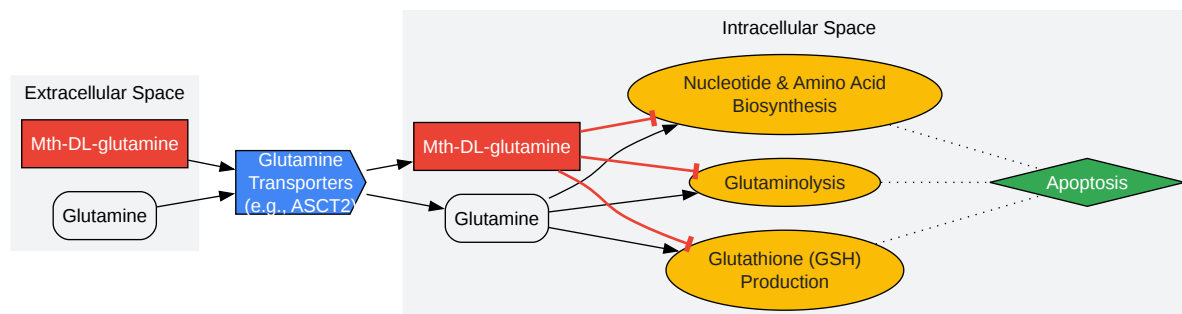 Intracellular Space
Extracellular Space
Mth-DL-glutamine
Glutamine
Glutamine
Transporters
(e.g., ASCT2)
Mth-DL-glutamine
Glutamine
Nucleotide & Amino Acid
Biosynthesis
Glutaminolysis
Glutathione (GSH)
Production
Apoptosis